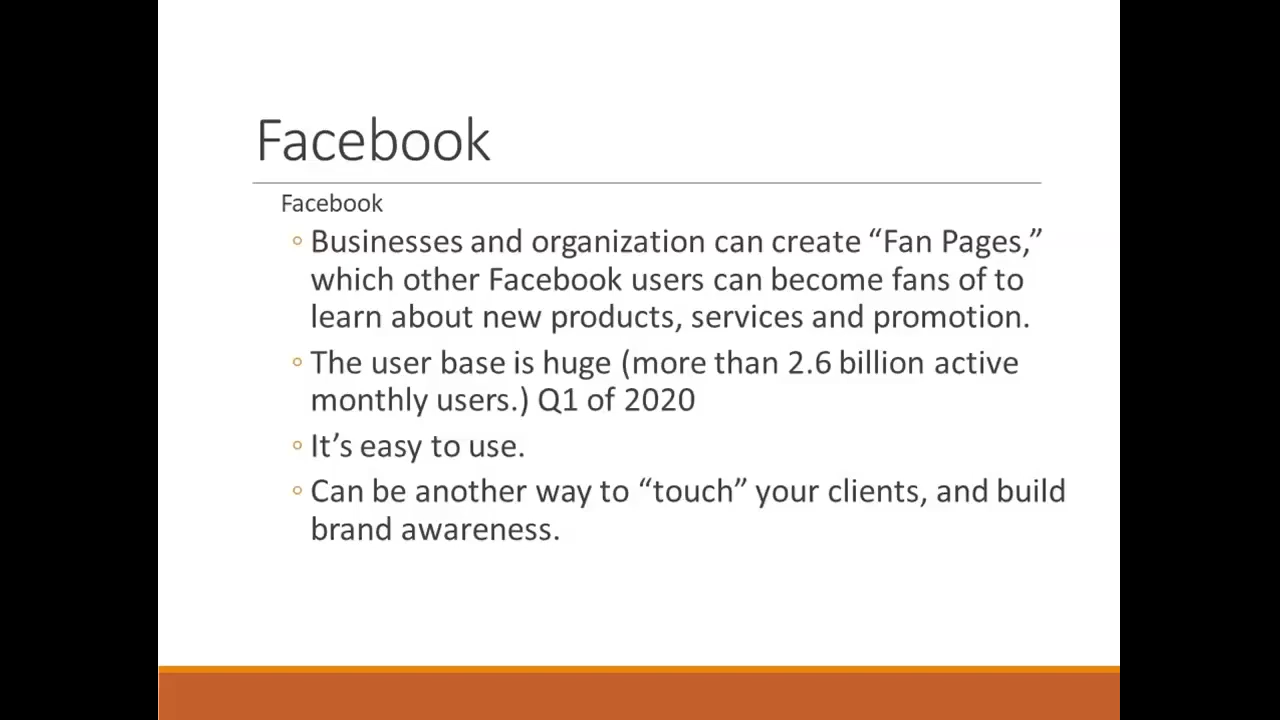 Facebook
Facebook
◦ Businesses and organization can create “Fan Pages,”
which other Facebook users can become fans of to
learn about new products, services and promotion.
◦ The user base is huge (more than 2.6 billion active
monthly users.) Q1 of 2020
◦ It’s easy to use.
◦ Can be another way to “touch” your clients, and build
brand awareness.